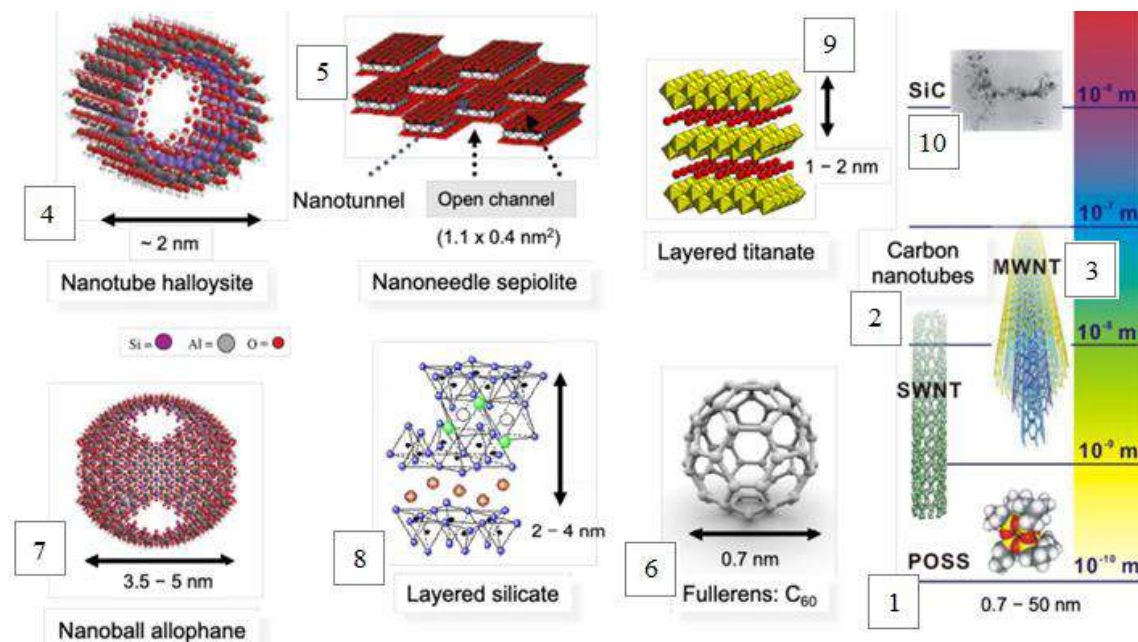 4
~ 2 nm
Nanotube halloysite
5
Nanotunnel
Open channel
(1.1 x 0.4 nm²)
Nanoneedle sepiolite
9
1 – 2 nm
Layered titanate
SiC
10
10⁻⁶ m
10⁻⁷ m
Carbon
nanotubes
MWNT
3
2
10⁻⁸ m
SWNT
10⁻⁹ m
POSS
10⁻¹⁰ m
1
0.7 – 50 nm
Si = Al = O =
7
3.5 – 5 nm
Nanoball allophane
8
2 – 4 nm
Layered silicate
6
0.7 nm
Fullerens: C₆₀